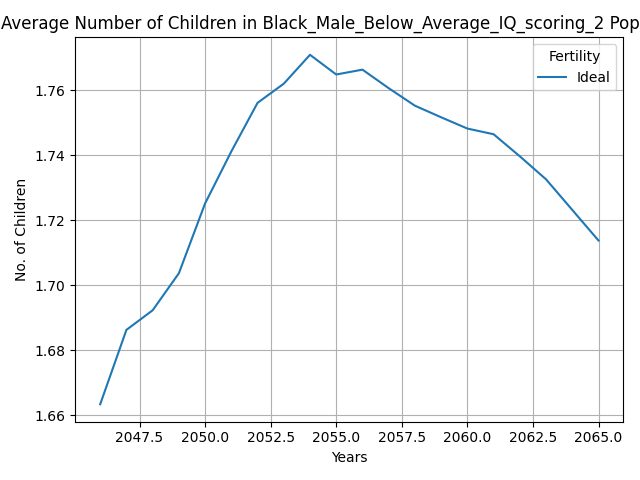 Average Number of Children in Black_Male_Below_Average_IQ_scoring_2 Pop
Fertility
Ideal
1.76
1.74
1.72
1.70
1.68
1.66
No. of Children
2047.5 2050.0 2052.5 2055.0 2057.5 2060.0 2062.5 2065.0
Years